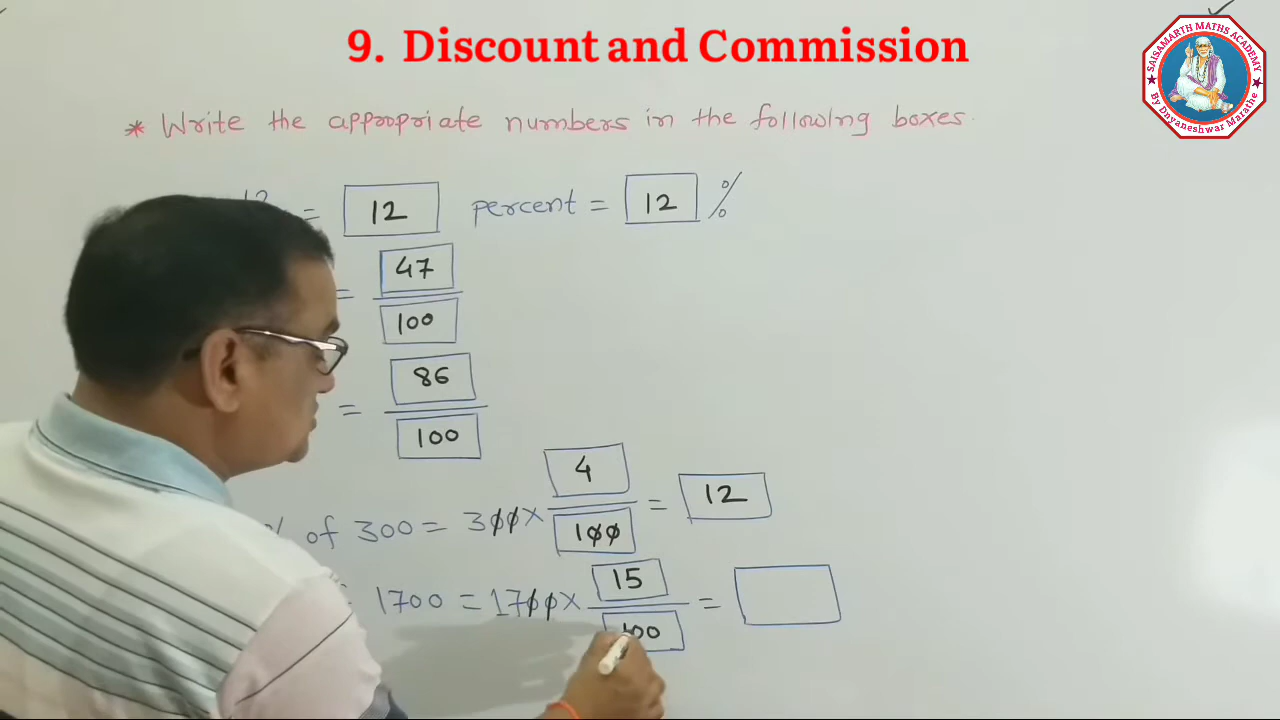 9. Discount and Commission
SAISAMARTH MATHS ACADEMY
By Dnyaneshwar Marathe
* Write the appropriate numbers in the following boxes.
12 = 12 percent = 12 %
= 47
100
= 86
100
% of 300 = 300 × 4 = 12
100
1700 = 1700 × 15 =
100